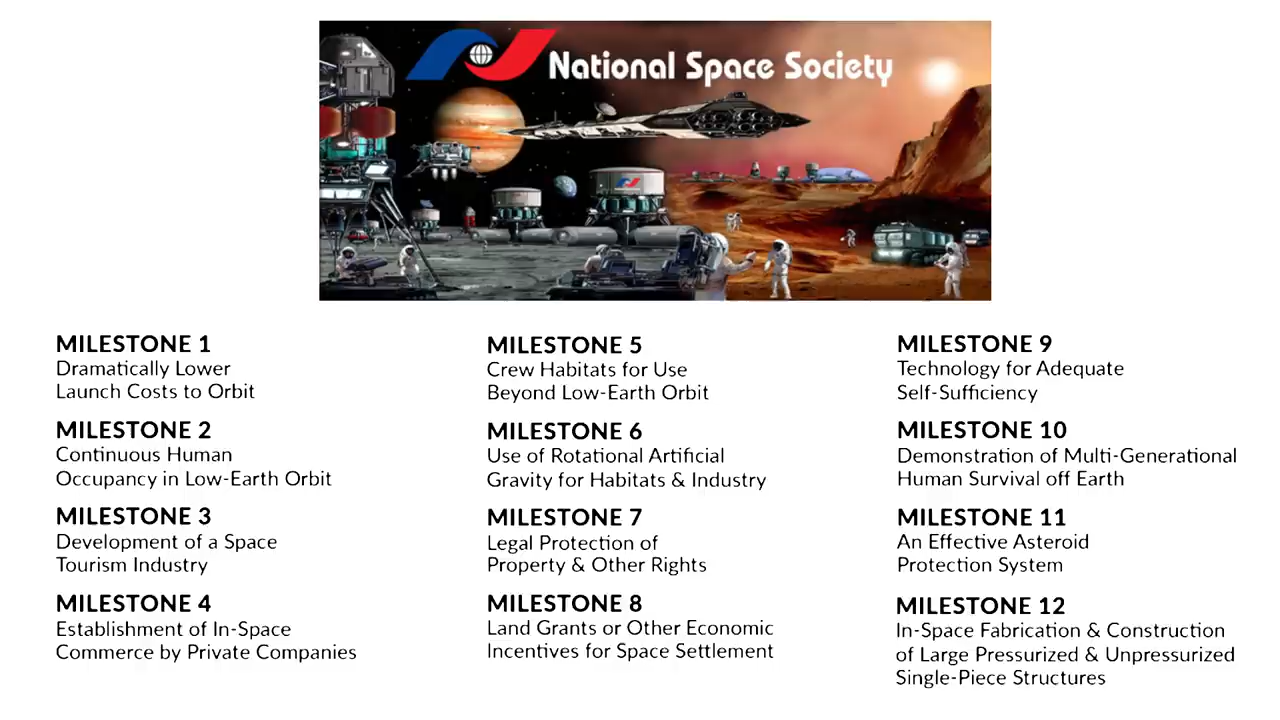 National Space Society
MILESTONE 1
Dramatically Lower
Launch Costs to Orbit
MILESTONE 2
Continuous Human
Occupancy in Low-Earth Orbit
MILESTONE 3
Development of a Space
Tourism Industry
MILESTONE 4
Establishment of In-Space
Commerce by Private Companies
MILESTONE 5
Crew Habitats for Use
Beyond Low-Earth Orbit
MILESTONE 6
Use of Rotational Artificial
Gravity for Habitats & Industry
MILESTONE 7
Legal Protection of
Property & Other Rights
MILESTONE 8
Land Grants or Other Economic
Incentives for Space Settlement
MILESTONE 9
Technology for Adequate
Self-Sufficiency
MILESTONE 10
Demonstration of Multi-Generational
Human Survival off Earth
MILESTONE 11
An Effective Asteroid
Protection System
MILESTONE 12
In-Space Fabrication & Construction
of Large Pressurized & Unpressurized
Single-Piece Structures